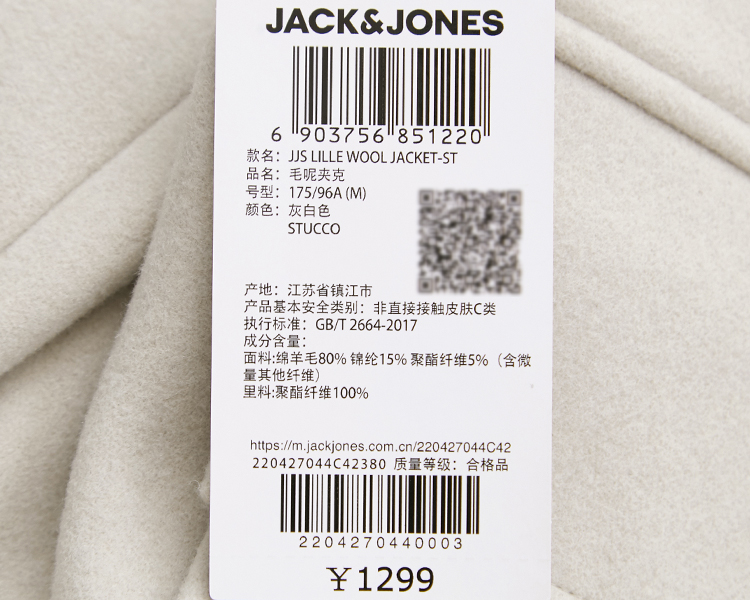 JACK&JONES
6 903756 851220
款名：JJS LILLE WOOL JACKET-ST
品名：毛呢夹克
号型：175/96A (M)
颜色：灰白色
STUCCO
产地：江苏省镇江市
产品基本安全类别：非直接接触皮肤C类
执行标准：GB/T 2664-2017
成分含量：
面料:绵羊毛80% 锦纶15% 聚酯纤维5%（含微
量其他纤维）
里料:聚酯纤维100%
https://m.jackjones.com.cn/220427044C42
220427044C42380 质量等级：合格品
2204270440003
￥1299